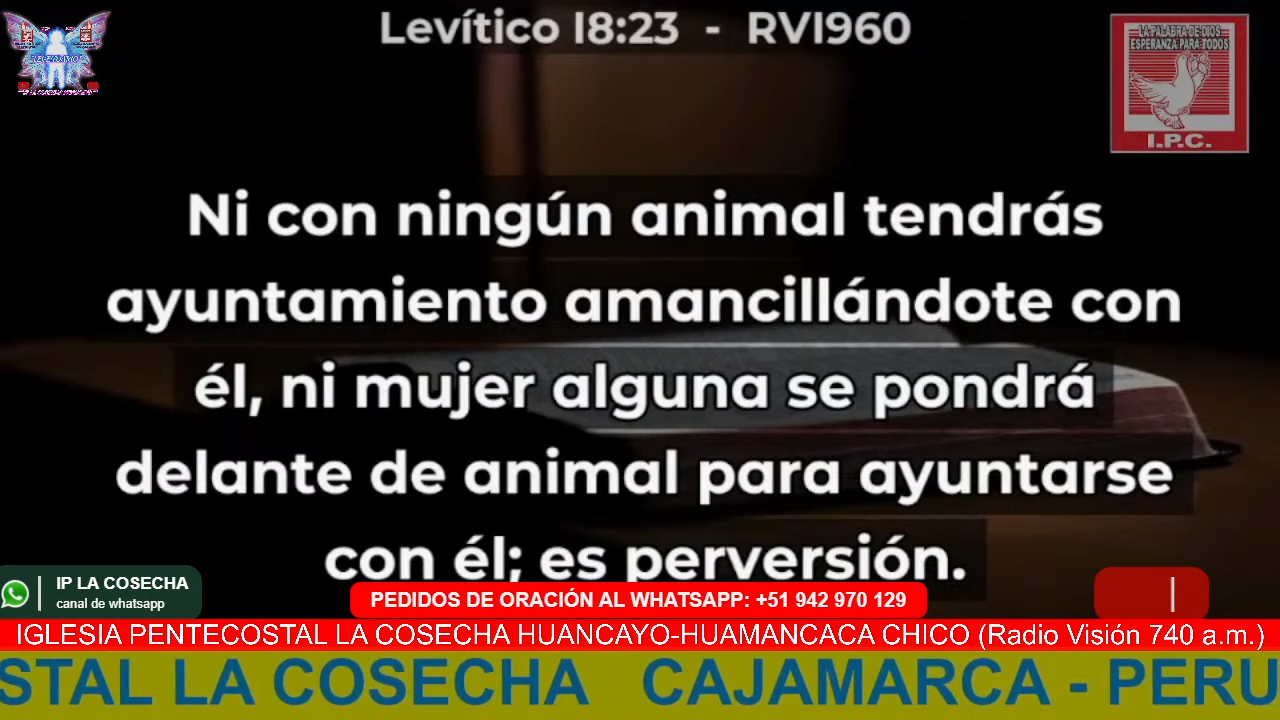 Levítico 18:23 - RV1960
LA PALABRA DE DIOS
ESPERANZA PARA TODOS
I.P.C.
Ni con ningún animal tendrás
ayuntamiento amancillándote con
él, ni mujer alguna se pondrá
delante de animal para ayuntarse
con él; es perversión.
IP LA COSECHA
canal de whatsapp
PEDIDOS DE ORACIÓN AL WHATSAPP: +51 942 970 129
IGLESIA PENTECOSTAL LA COSECHA HUANCAYO-HUAMANCACA CHICO (Radio Visión 740 a.m.)
STAL LA COSECHA CAJAMARCA - PERU